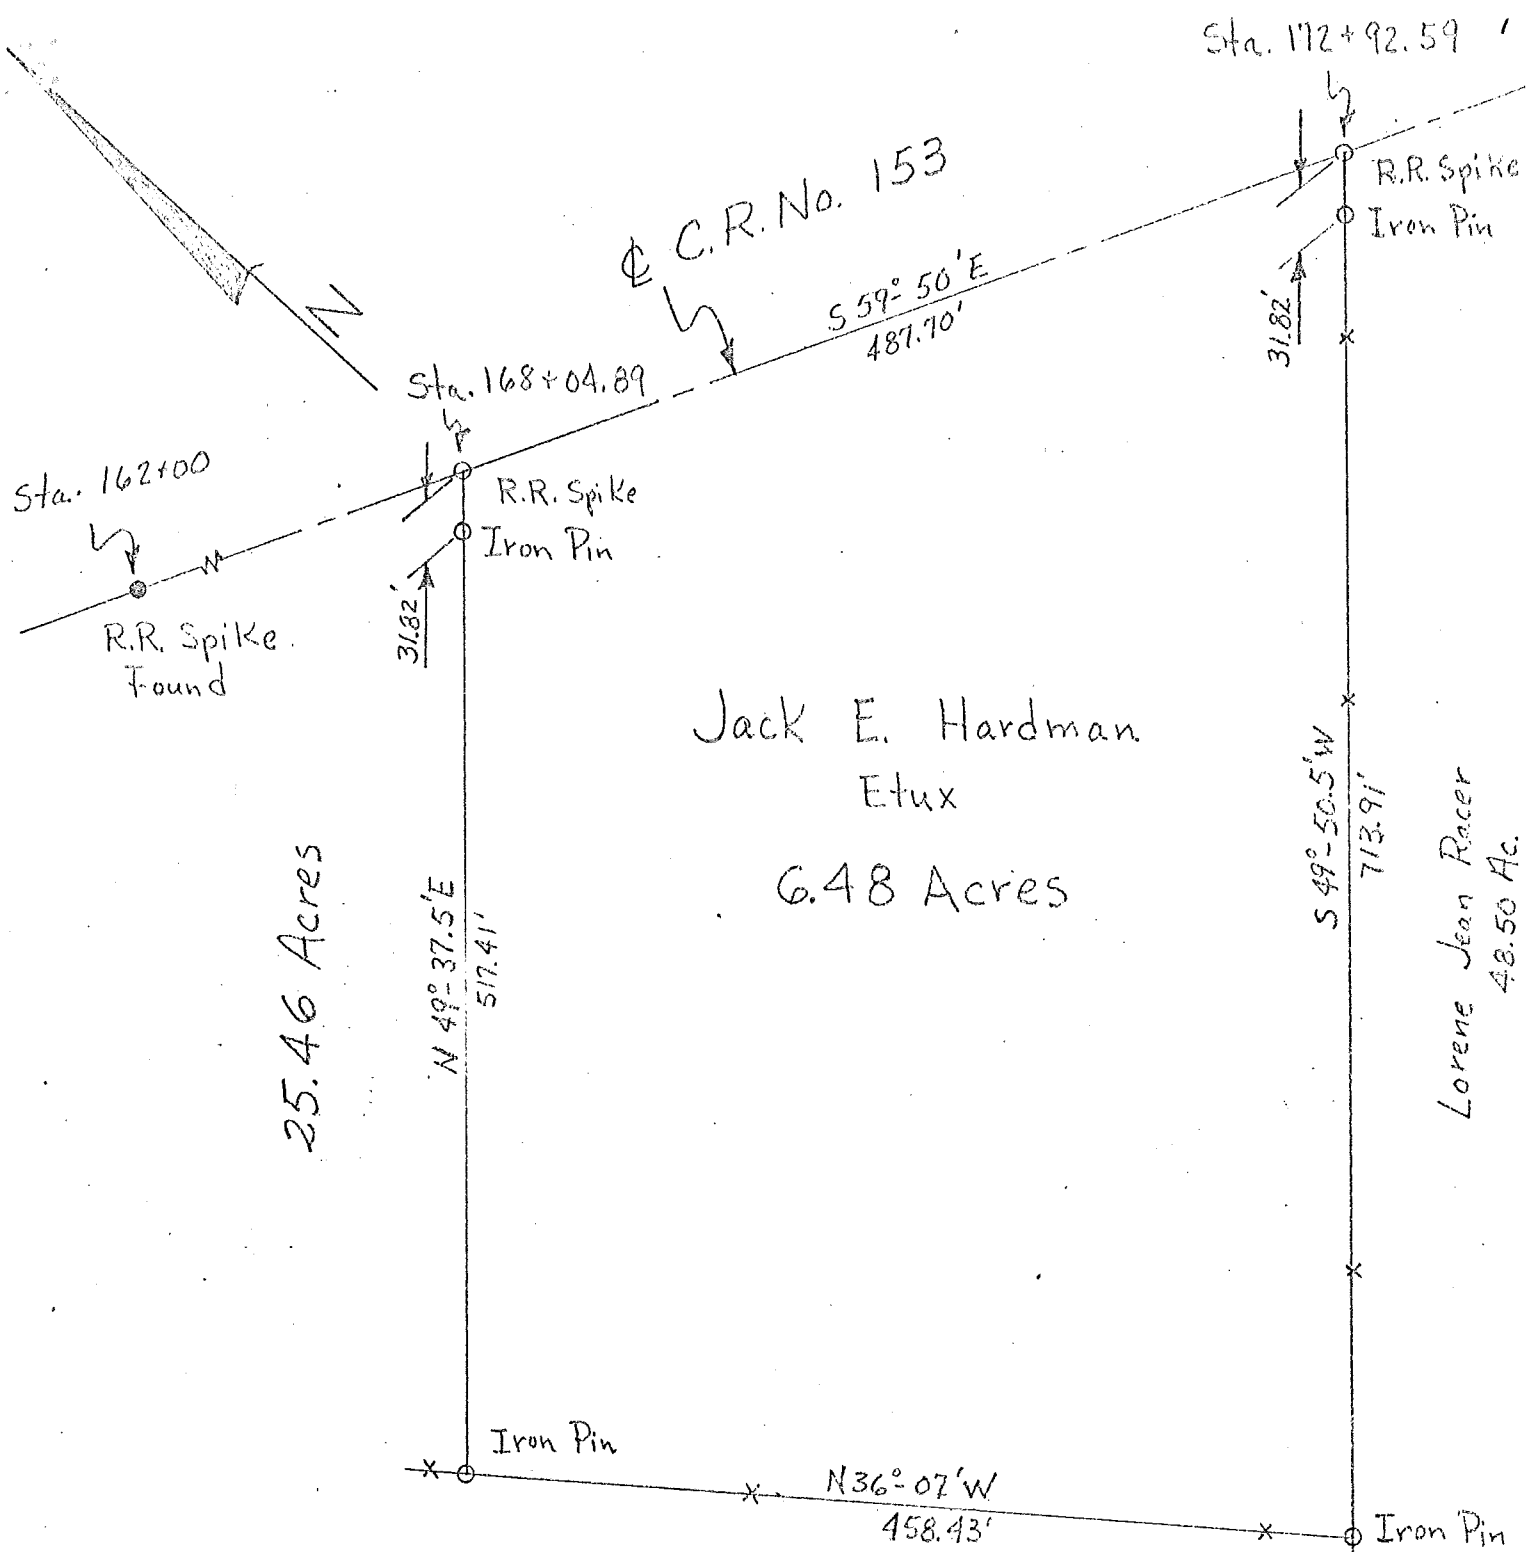 Sta. 172+92.59
R.R. Spike
Iron Pin
31.82'
℄ C.R. No. 153
S 59°-50'E
487.70'
N
Sta. 168+04.89
R.R. Spike
Iron Pin
31.82'
Sta. 162+00
R.R. Spike
Found
Jack E. Hardman
Etux
6.48 Acres
25.46 Acres
N 49°-37.5'E
517.41'
S 49°-50.5'W
713.91'
Lorene Jean Racer
48.50 Ac.
Iron Pin
N36°-07'W
458.43'
Iron Pin